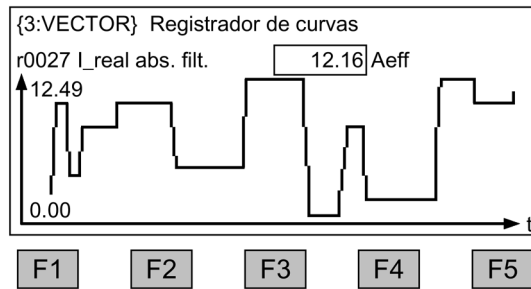 {3:VECTOR} Registrador de curvas
r0027 I_real abs. filt. 12.16 Aeff
12.49
0.00
t
F1 F2 F3 F4 F5